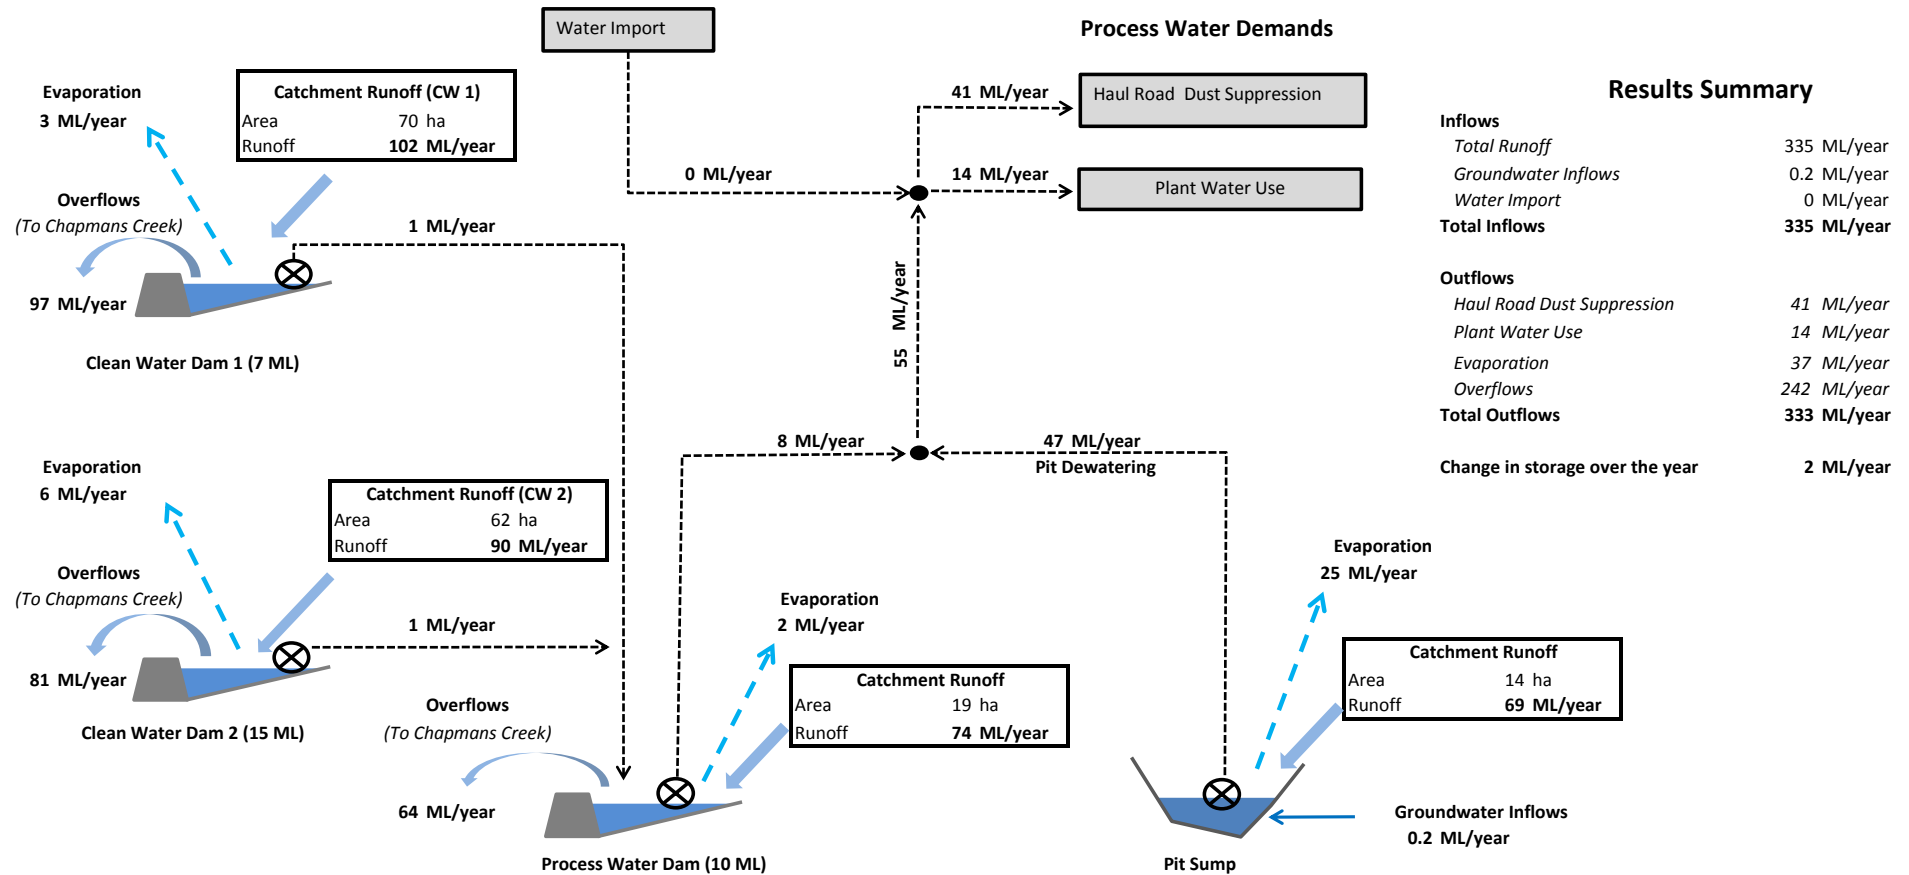 Water Import
Process Water Demands
Evaporation
3 ML/year
Catchment Runoff (CW 1)
Area 70 ha
Runoff 102 ML/year
41 ML/year
Haul Road Dust Suppression
0 ML/year
14 ML/year
Plant Water Use
Overflows
(To Chapmans Creek)
1 ML/year
97 ML/year
Clean Water Dam 1 (7 ML)
55 ML/year
Results Summary
Inflows
Total Runoff 335 ML/year
Groundwater Inflows 0.2 ML/year
Water Import 0 ML/year
Total Inflows 335 ML/year
Outflows
Haul Road Dust Suppression 41 ML/year
Plant Water Use 14 ML/year
Evaporation 37 ML/year
Overflows 242 ML/year
Total Outflows 333 ML/year
Change in storage over the year 2 ML/year
8 ML/year
47 ML/year
Pit Dewatering
Evaporation
6 ML/year
Catchment Runoff (CW 2)
Area 62 ha
Runoff 90 ML/year
Overflows
(To Chapmans Creek)
1 ML/year
81 ML/year
Clean Water Dam 2 (15 ML)
Evaporation
2 ML/year
Catchment Runoff
Area 19 ha
Runoff 74 ML/year
Overflows
(To Chapmans Creek)
64 ML/year
Process Water Dam (10 ML)
Evaporation
25 ML/year
Catchment Runoff
Area 14 ha
Runoff 69 ML/year
Groundwater Inflows
0.2 ML/year
Pit Sump